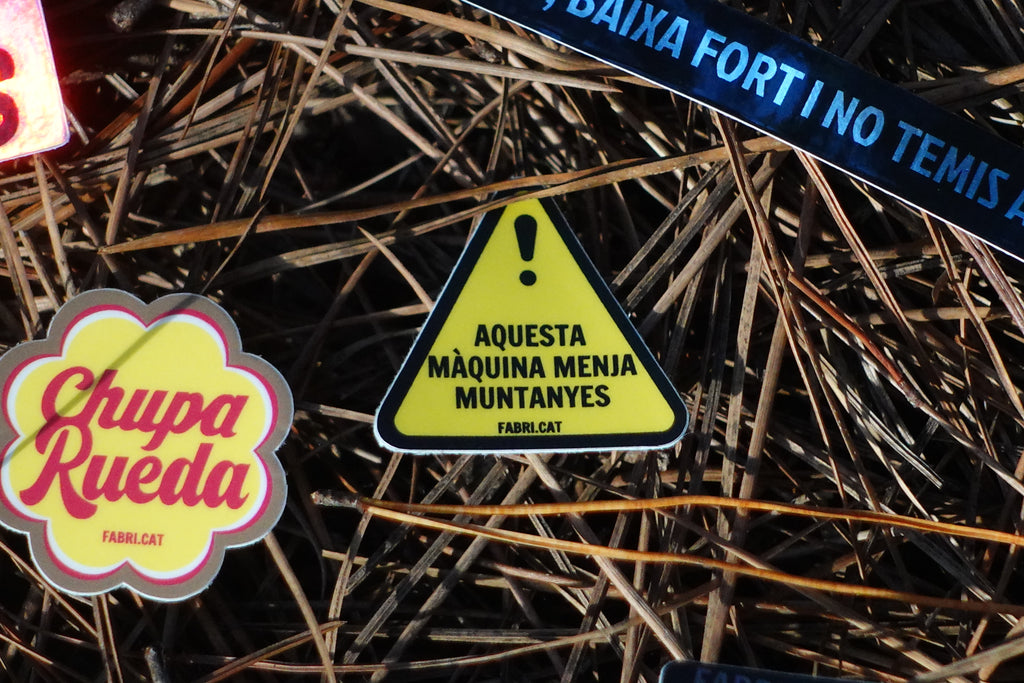 BAIXA FORT I NO TEMIS
!
AQUESTA
MÀQUINA MENJA
MUNTANYES
FABRI.CAT
Chupa
Rueda
FABRI.CAT